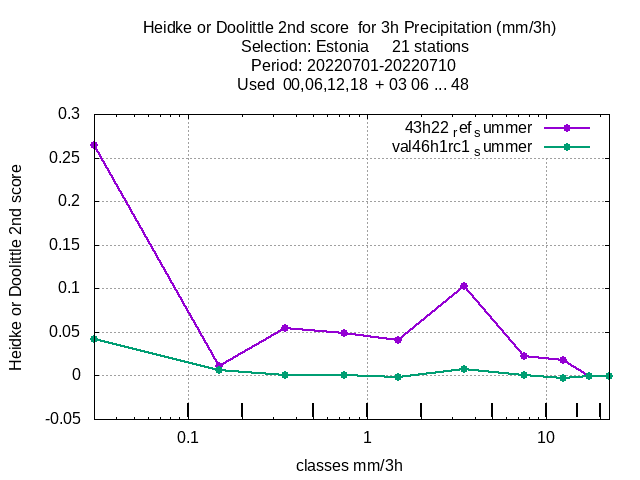 Heidke or Doolittle 2nd score  for 3h Precipitation (mm/3h)
Selection: Estonia     21 stations
Period: 20220701-20220710
Used  00,06,12,18  + 03 06 ... 48
43h22 ref summer
val46h1rc1 summer
0.3
0.25
0.2
0.15
0.1
0.05
0
-0.05
Heidke or Doolittle 2nd score
0.1 1 10
classes mm/3h